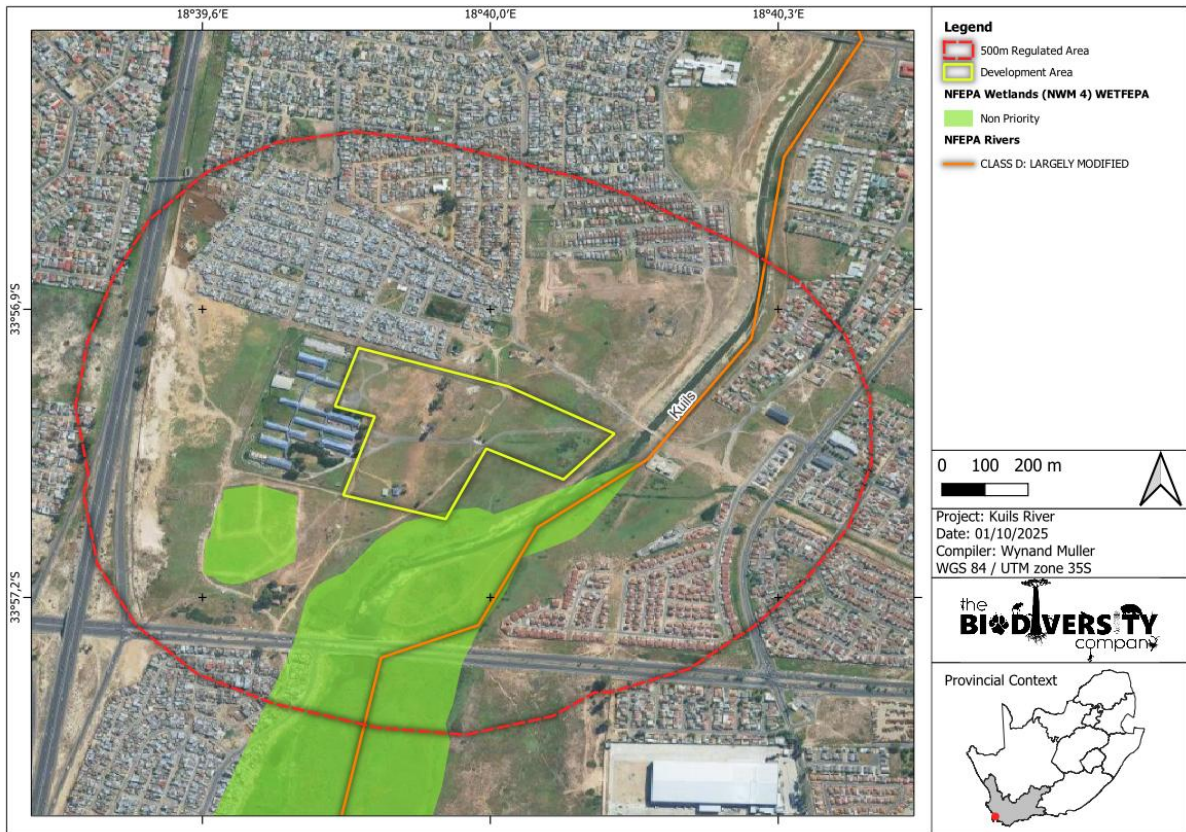 18°39,6'E
18°40,0'E
18°40,3'E
33°56,9'S
33°57,2'S
Kuils
Legend
500m Regulated Area
Development Area
NFEPA Wetlands (NWM 4) WETFEPA
Non Priority
NFEPA Rivers
CLASS D: LARGELY MODIFIED
0 100 200 m
Project: Kuils River
Date: 01/10/2025
Compiler: Wynand Muller
WGS 84 / UTM zone 35S
the
BIODIVERSITY
company
Provincial Context